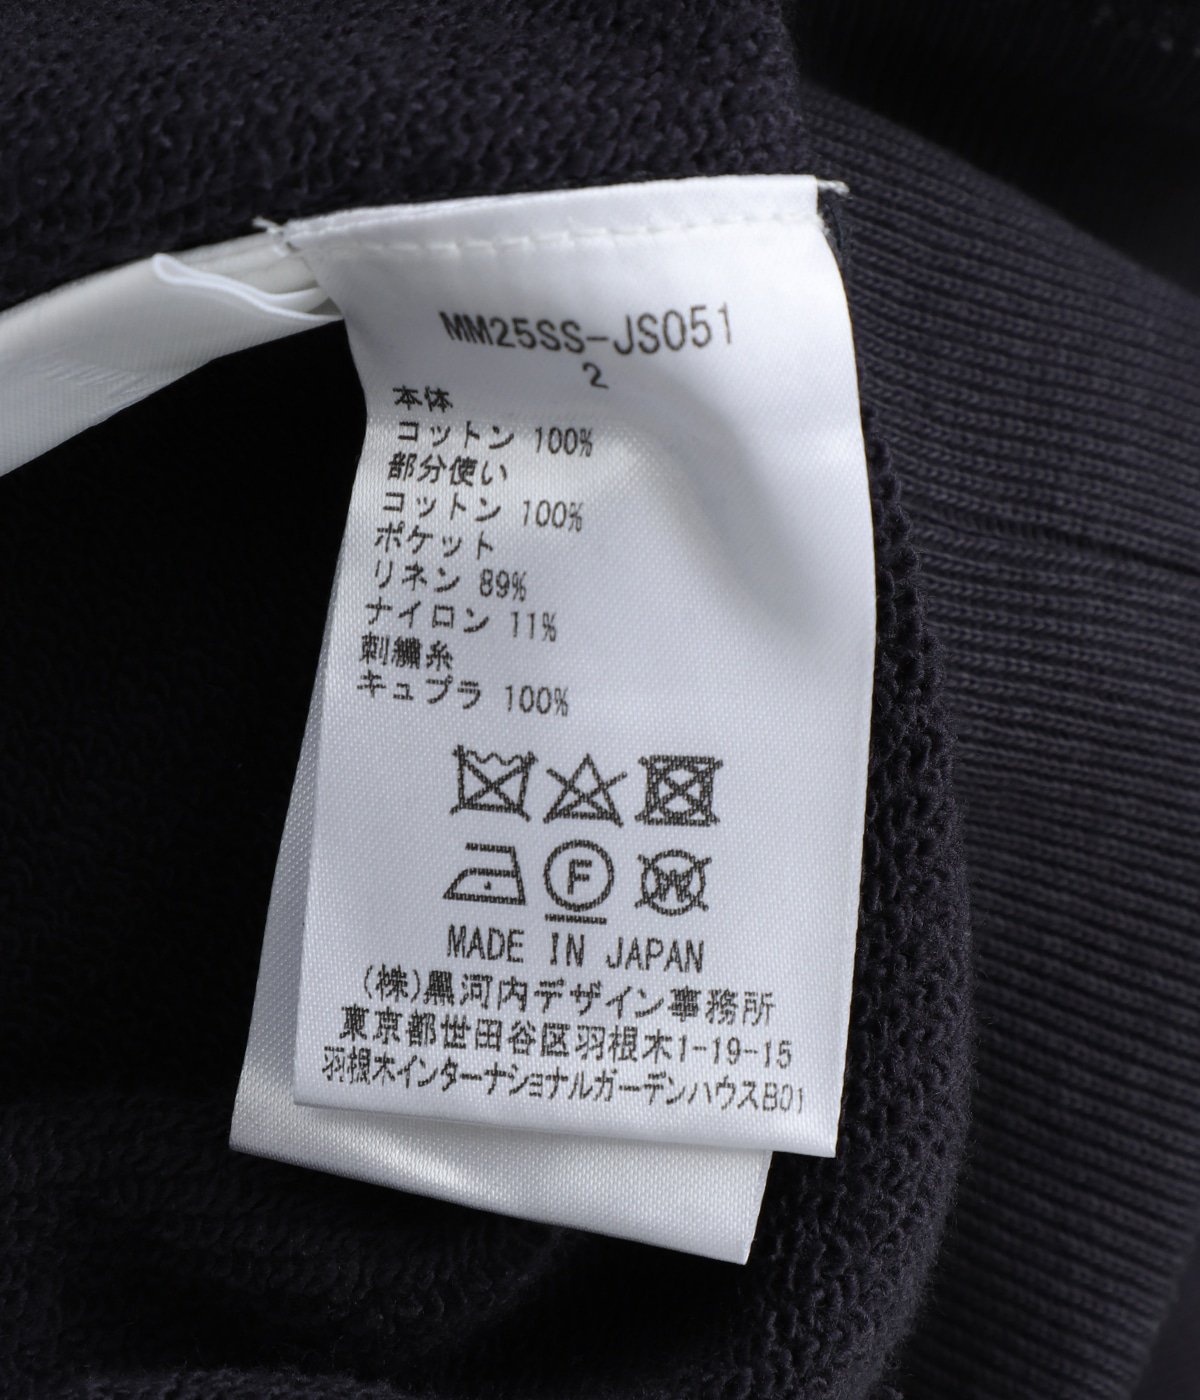 MM25SS-JS051
2
本体
コットン 100%
部分使い
コットン 100%
ポケット
リネン 89%
ナイロン 11%
刺繍糸
キュプラ 100%
F
W
MADE IN JAPAN
(株)黒河内デザイン事務所
東京都世田谷区羽根木1-19-15
羽根木インターナショナルガーデンハウスB01